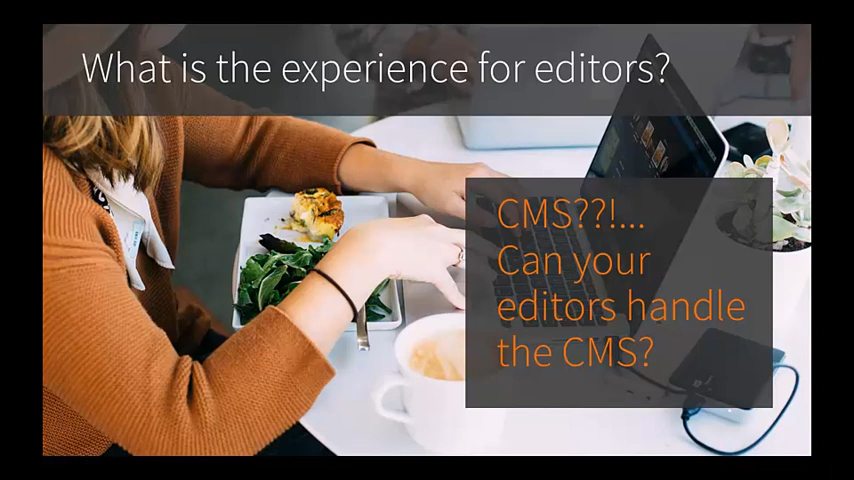 What is the experience for editors?
CMS??!...
Can your
editors handle
the CMS?